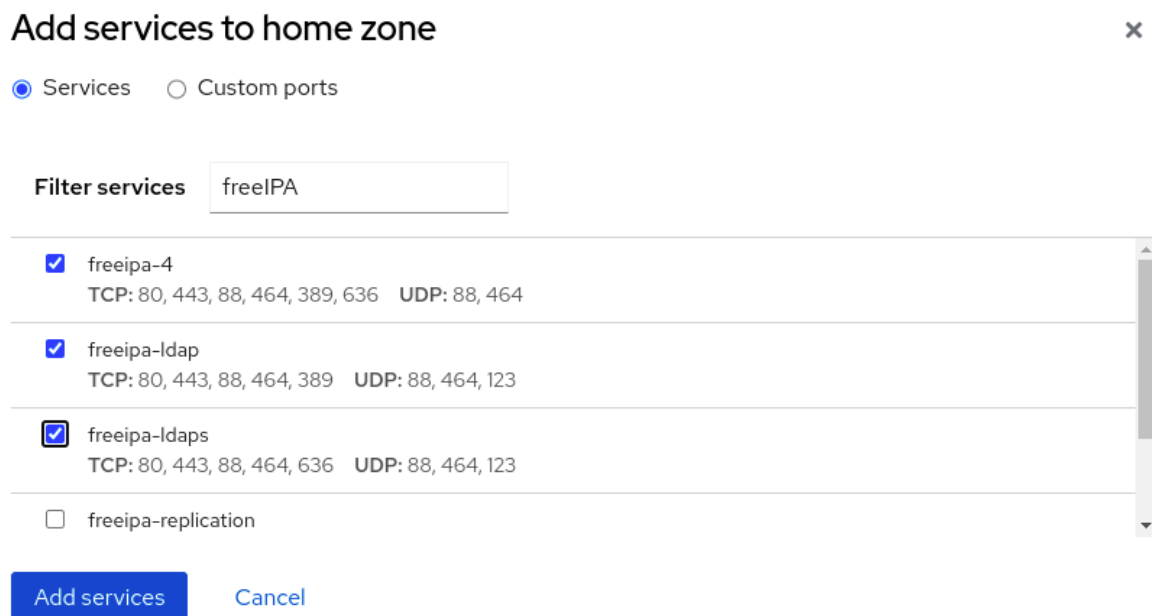 Add services to home zone
Services Custom ports
Filter services freeIPA
freeipa-4
TCP: 80, 443, 88, 464, 389, 636 UDP: 88, 464
freeipa-ldap
TCP: 80, 443, 88, 464, 389 UDP: 88, 464, 123
freeipa-ldaps
TCP: 80, 443, 88, 464, 636 UDP: 88, 464, 123
freeipa-replication
Add services Cancel